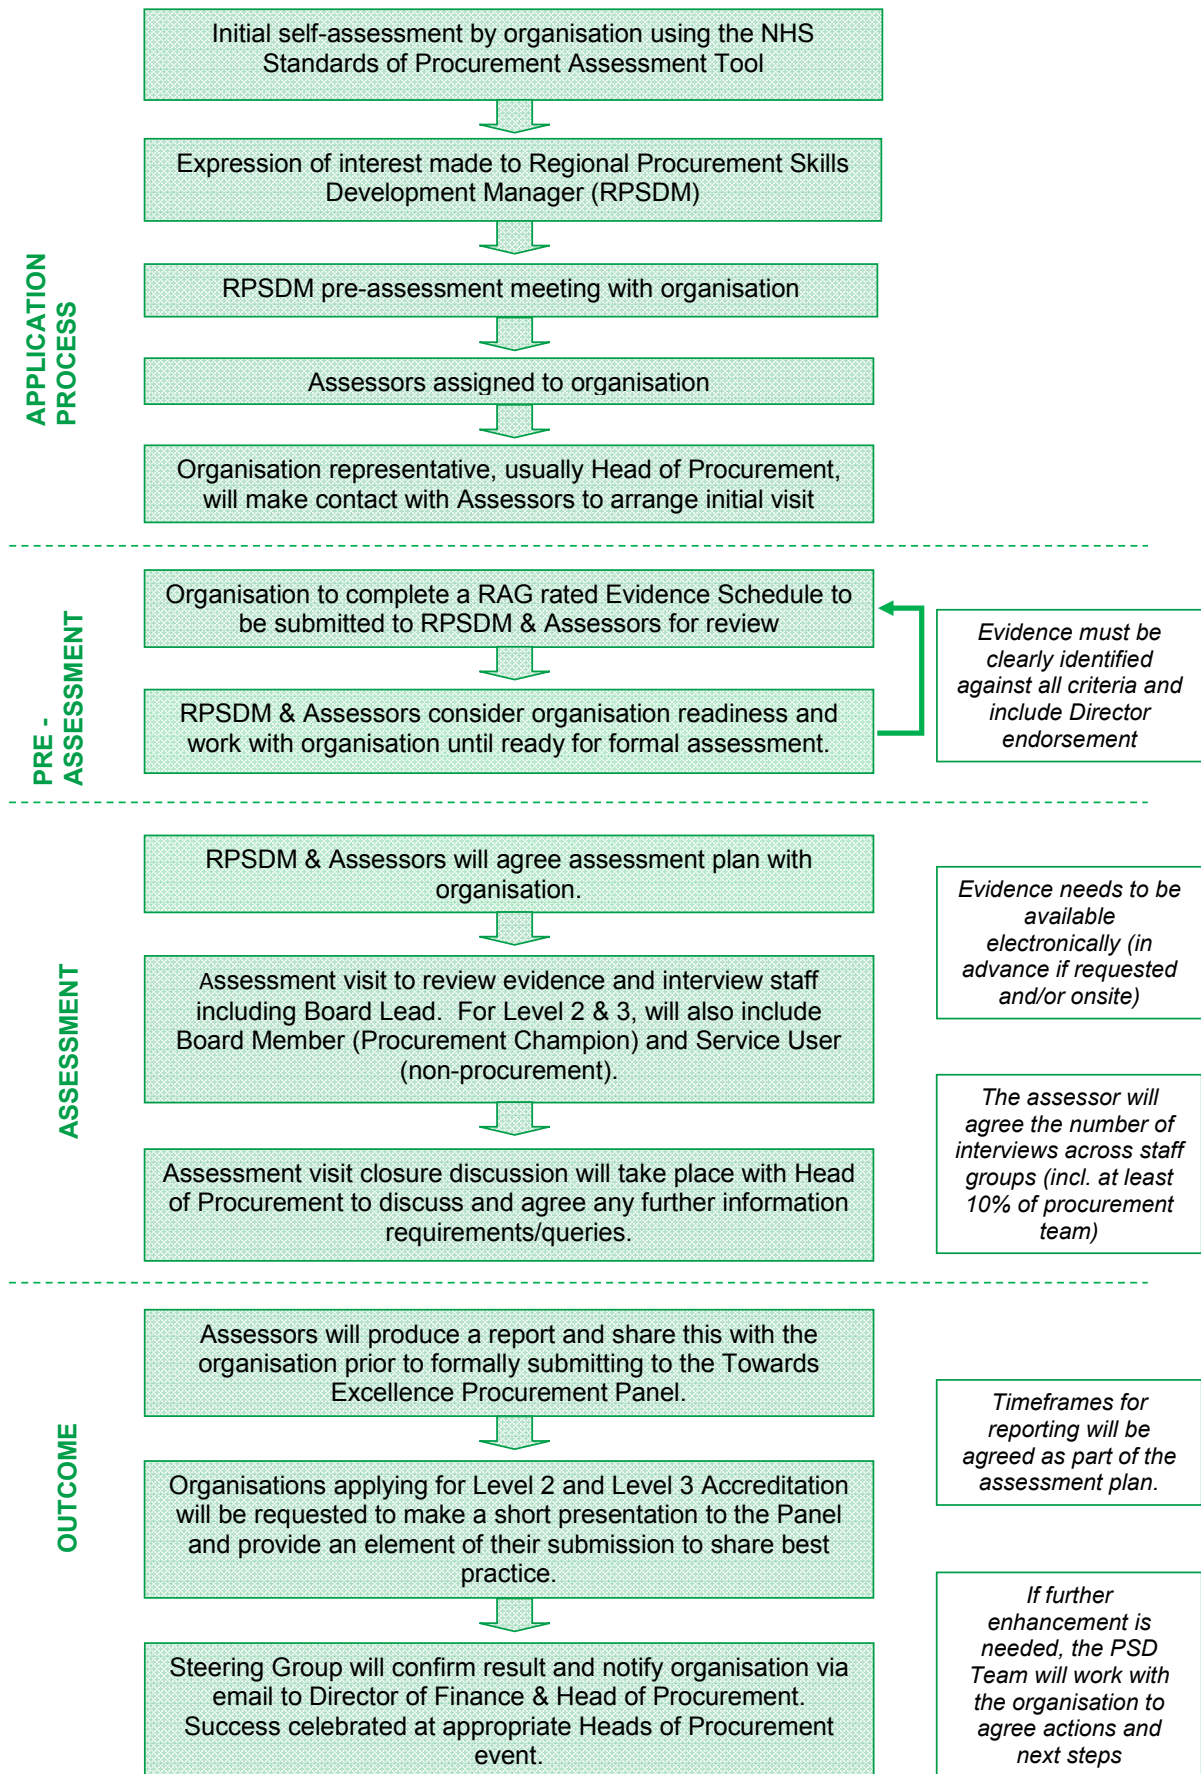 Initial self-assessment by organisation using the NHS
Standards of Procurement Assessment Tool
Expression of interest made to Regional Procurement Skills
Development Manager (RPSDM)
APPLICATION
PROCESS
RPSDM pre-assessment meeting with organisation
Assessors assigned to organisation
Organisation representative, usually Head of Procurement,
will make contact with Assessors to arrange initial visit
PRE -
ASSESSMENT
Organisation to complete a RAG rated Evidence Schedule to
be submitted to RPSDM & Assessors for review
RPSDM & Assessors consider organisation readiness and
work with organisation until ready for formal assessment.
Evidence must be
clearly identified
against all criteria and
include Director
endorsement
ASSESSMENT
RPSDM & Assessors will agree assessment plan with
organisation.
Evidence needs to be
available
electronically (in
advance if requested
and/or onsite)
Assessment visit to review evidence and interview staff
including Board Lead.  For Level 2 & 3, will also include
Board Member (Procurement Champion) and Service User
(non-procurement).
The assessor will
agree the number of
interviews across staff
groups (incl. at least
10% of procurement
team)
Assessment visit closure discussion will take place with Head
of Procurement to discuss and agree any further information
requirements/queries.
OUTCOME
Assessors will produce a report and share this with the
organisation prior to formally submitting to the Towards
Excellence Procurement Panel.
Timeframes for
reporting will be
agreed as part of the
assessment plan.
Organisations applying for Level 2 and Level 3 Accreditation
will be requested to make a short presentation to the Panel
and provide an element of their submission to share best
practice.
If further
enhancement is
needed, the PSD
Team will work with
the organisation to
agree actions and
next steps
Steering Group will confirm result and notify organisation via
email to Director of Finance & Head of Procurement.
Success celebrated at appropriate Heads of Procurement
event.